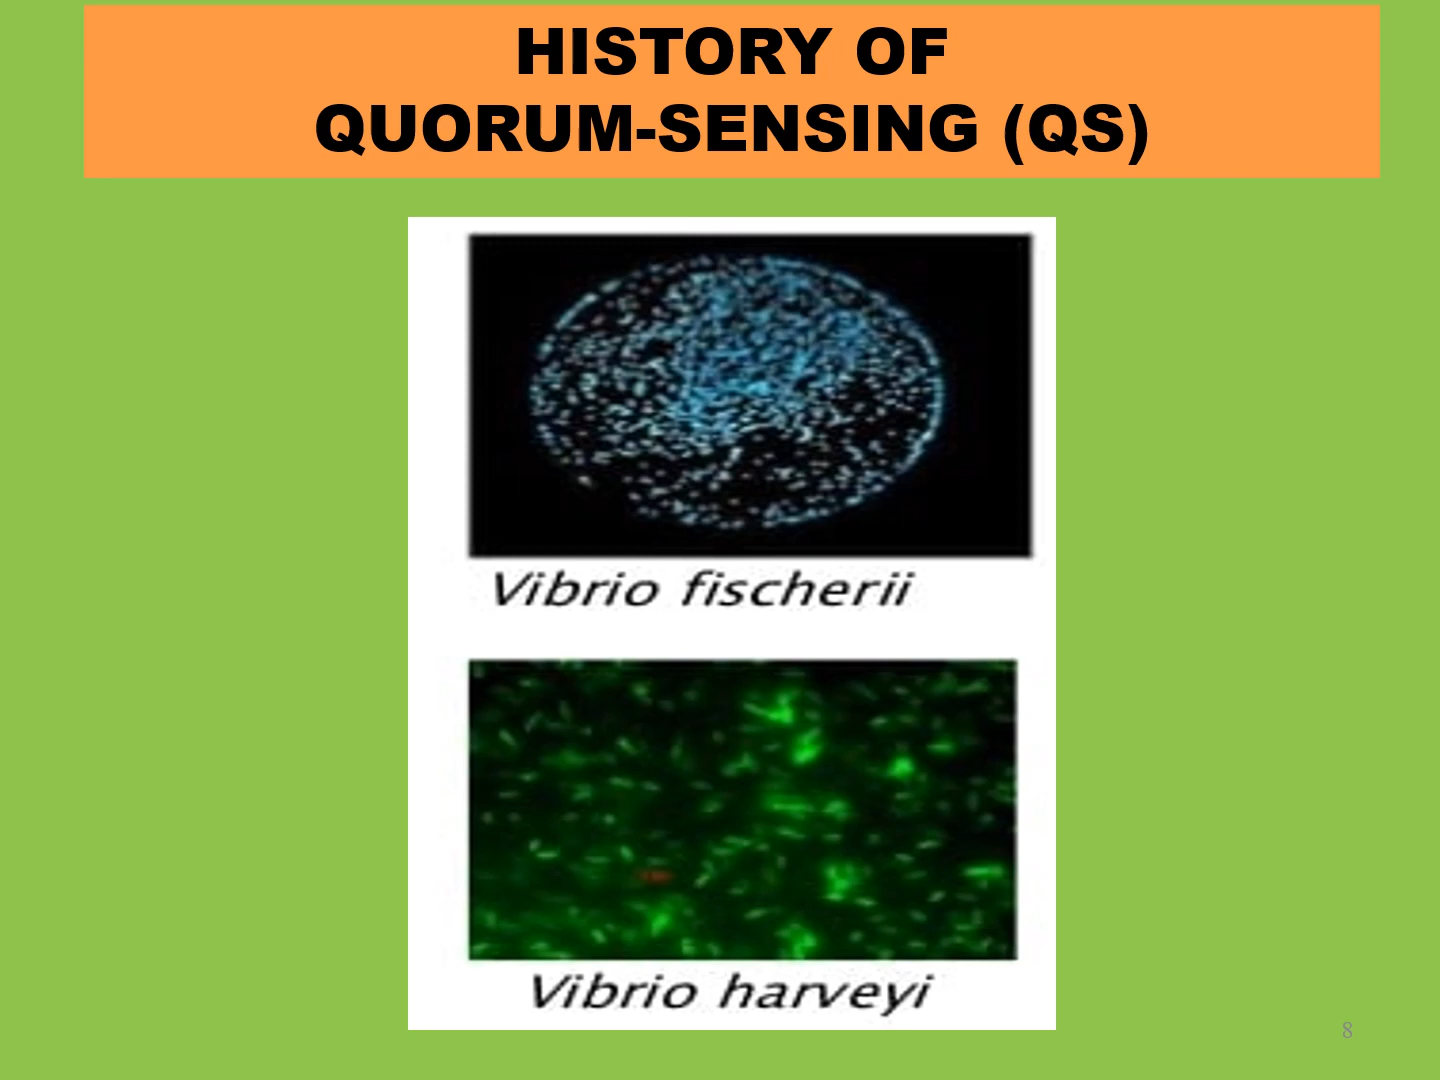 HISTORY OF
QUORUM-SENSING (QS)
Vibrio fischerii
Vibrio harveyi
8